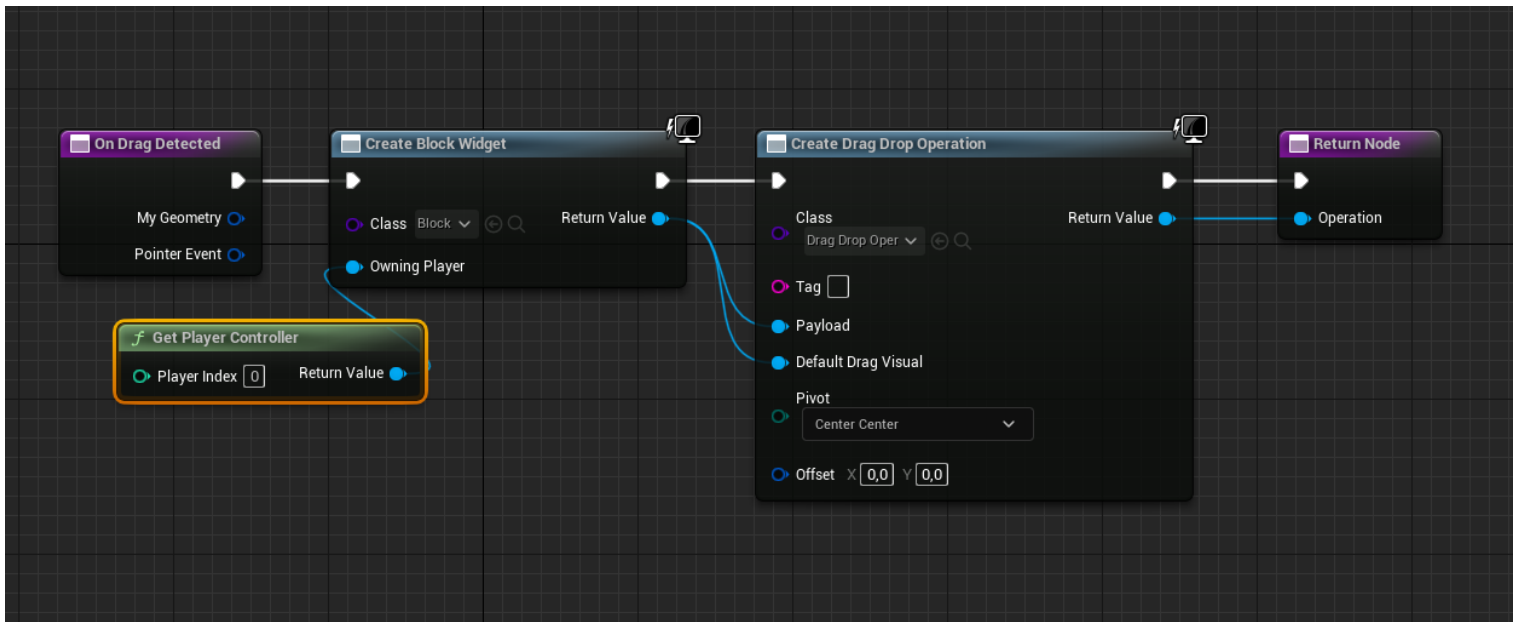 On Drag Detected
My Geometry
Pointer Event
Create Block Widget
Class Block
Return Value
Owning Player
f Get Player Controller
Player Index 0
Return Value
Create Drag Drop Operation
Class
Return Value
Drag Drop Oper
Tag
Payload
Default Drag Visual
Pivot
Center Center
Offset X 0,0 Y 0,0
Return Node
Operation